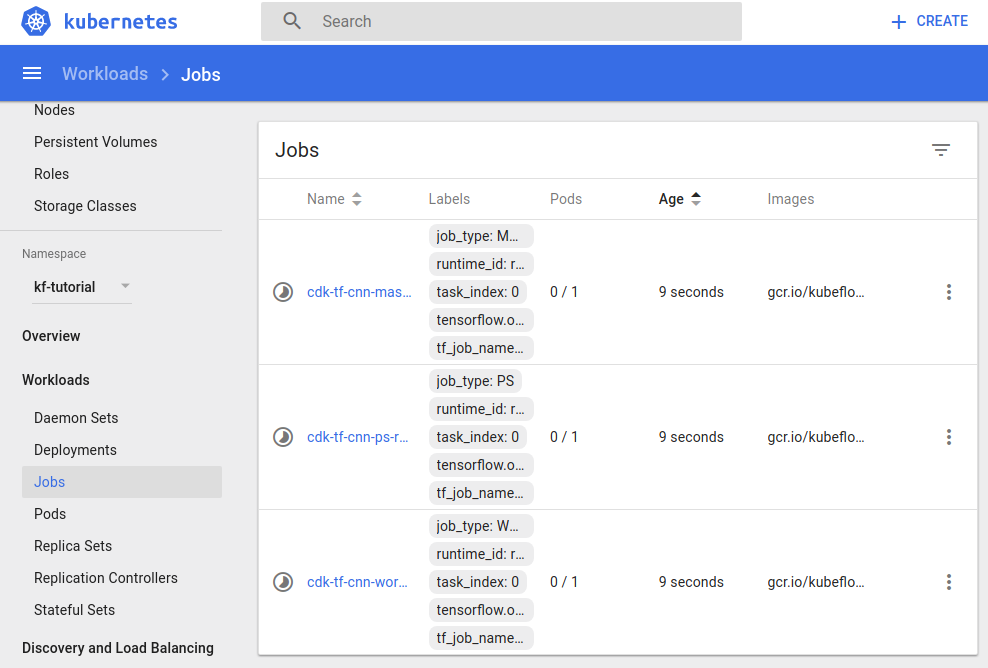 kubernetes
Search
CREATE
Workloads > Jobs
Nodes
Persistent Volumes
Roles
Storage Classes
Namespace
kf-tutorial
Overview
Workloads
Daemon Sets
Deployments
Jobs
Pods
Replica Sets
Replication Controllers
Stateful Sets
Discovery and Load Balancing
Jobs
Name Labels Pods Age Images
job_type: M...
runtime_id: r...
cdk-tf-cnn-mas... task_index: 0 0 / 1 9 seconds gcr.io/kubeflo...
tensorflow.o...
tf_job_name...
job_type: PS
runtime_id: r...
cdk-tf-cnn-ps-r... task_index: 0 0 / 1 9 seconds gcr.io/kubeflo...
tensorflow.o...
tf_job_name...
job_type: W...
runtime_id: r...
cdk-tf-cnn-wor... task_index: 0 0 / 1 9 seconds gcr.io/kubeflo...
tensorflow.o...
tf_job_name...